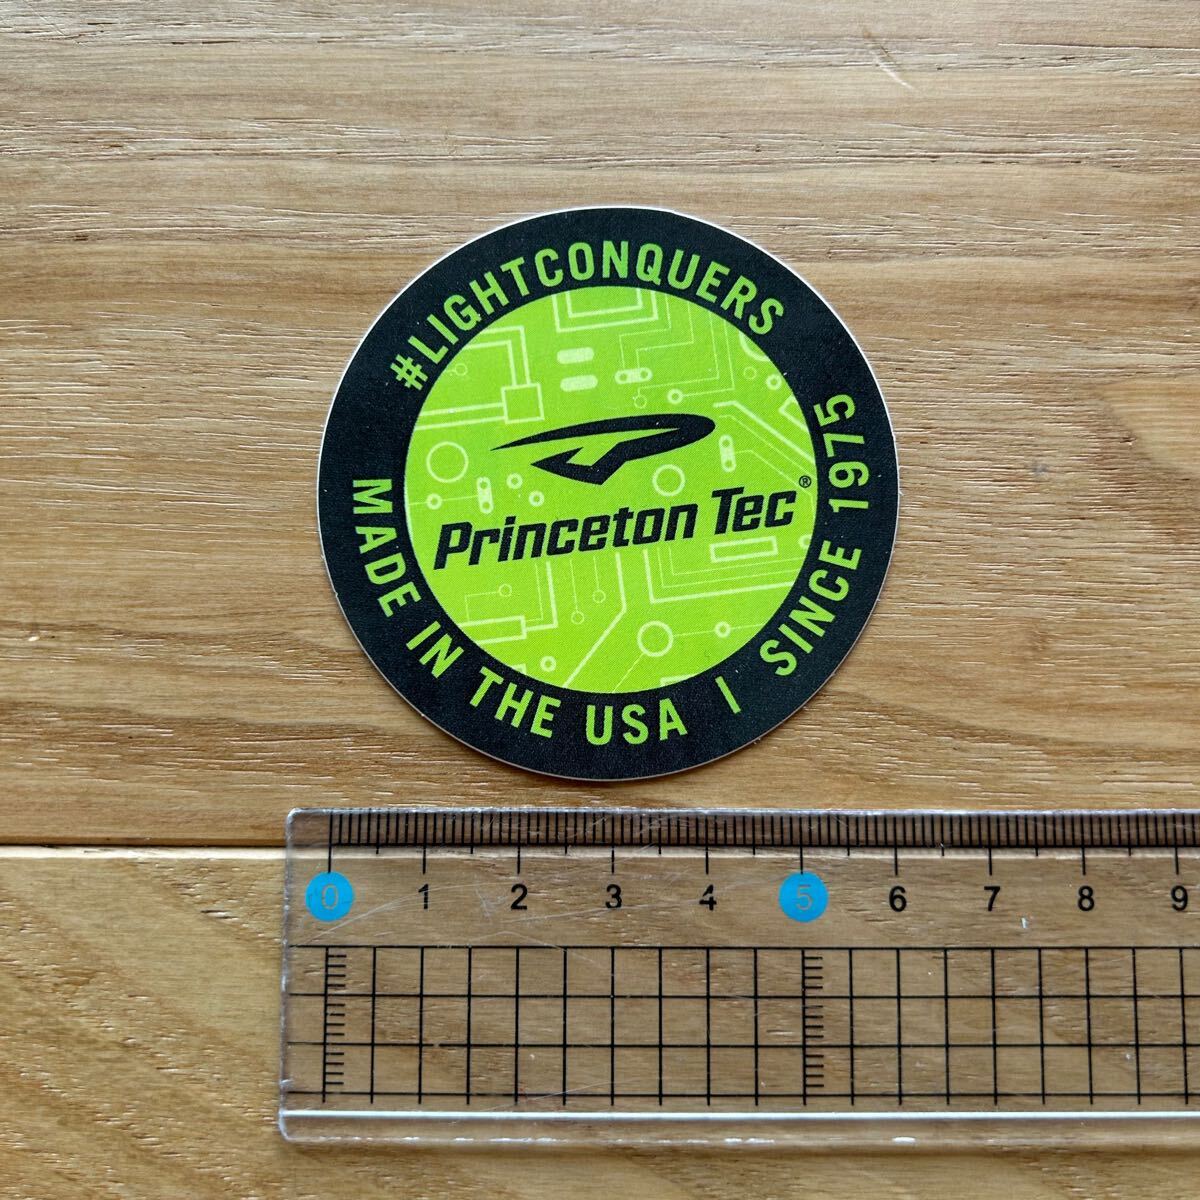 #LIGHTCONQUERS
Princeton Tec®
MADE IN THE USA | SINCE 1975
0 1 2 3 4 5 6 7 8 9